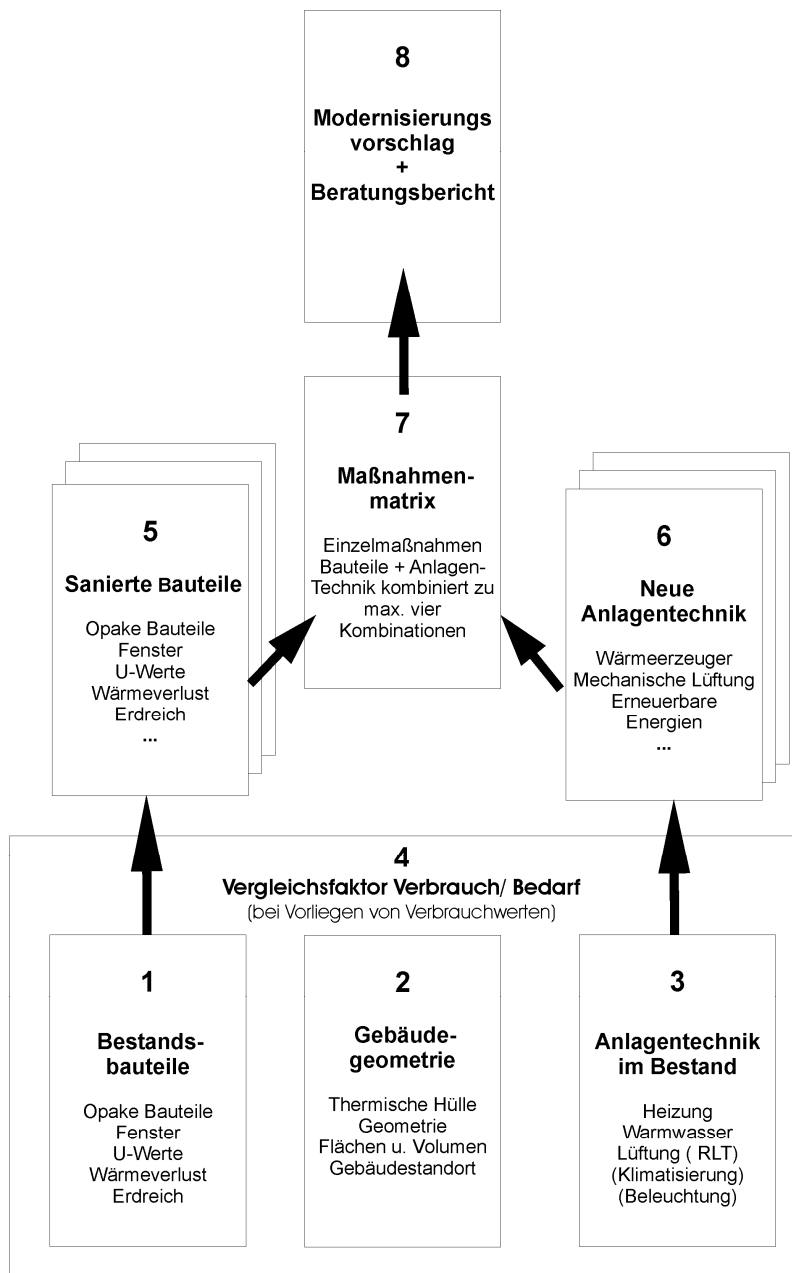 8
Modernisierungs
vorschlag
+
Beratungsbericht
7
Maßnahmen-
matrix
Einzelmaßnahmen
Bauteile + Anlagen-
Technik kombiniert zu
max. vier
Kombinationen
5
Sanierte Bauteile
Opake Bauteile
Fenster
U-Werte
Wärmeverlust
Erdreich
...
6
Neue
Anlagentechnik
Wärmeerzeuger
Mechanische Lüftung
Erneuerbare
Energien
...
4
Vergleichsfaktor Verbrauch/ Bedarf
(bei Vorliegen von Verbrauchwerten)
1
Bestands-
bauteile
Opake Bauteile
Fenster
U-Werte
Wärmeverlust
Erdreich
2
Gebäude-
geometrie
Thermische Hülle
Geometrie
Flächen u. Volumen
Gebäudestandort
3
Anlagentechnik
im Bestand
Heizung
Warmwasser
Lüftung ( RLT)
(Klimatisierung)
(Beleuchtung)